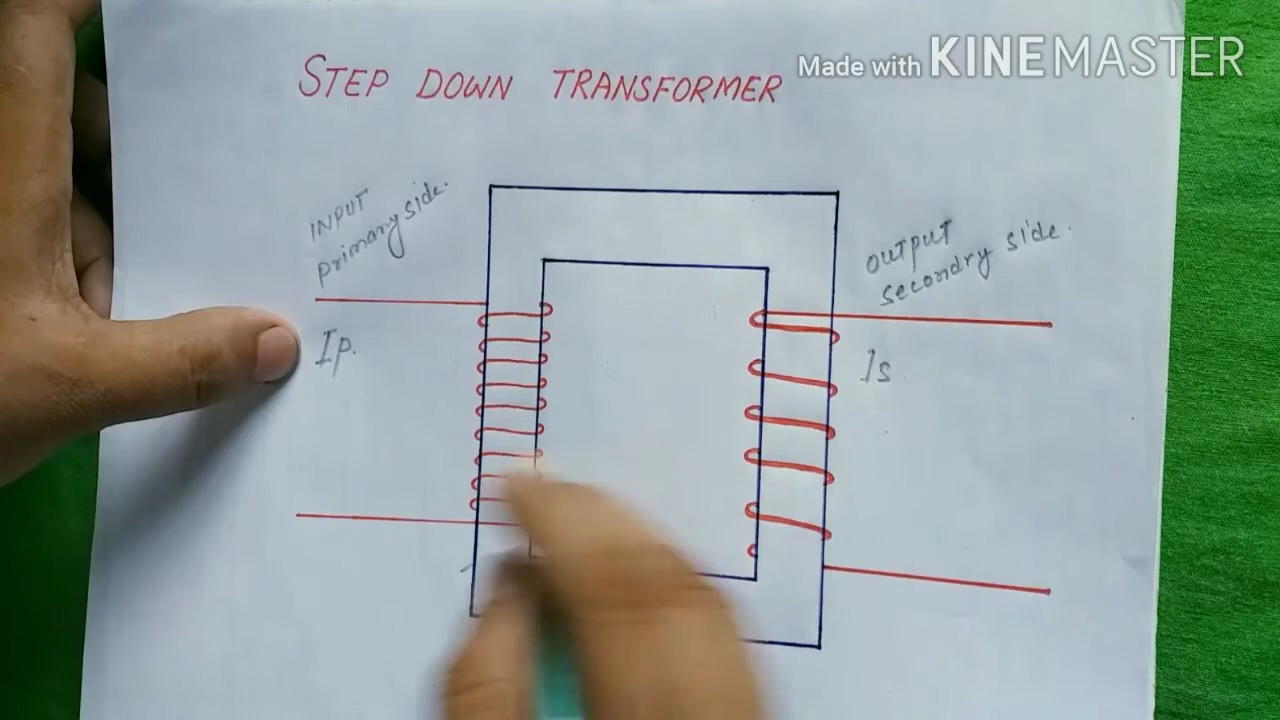 STEP DOWN TRANSFORMER
Made with KINEMASTER
INPUT
primary side.
OUTPUT
secondry side.
Ip.
Is